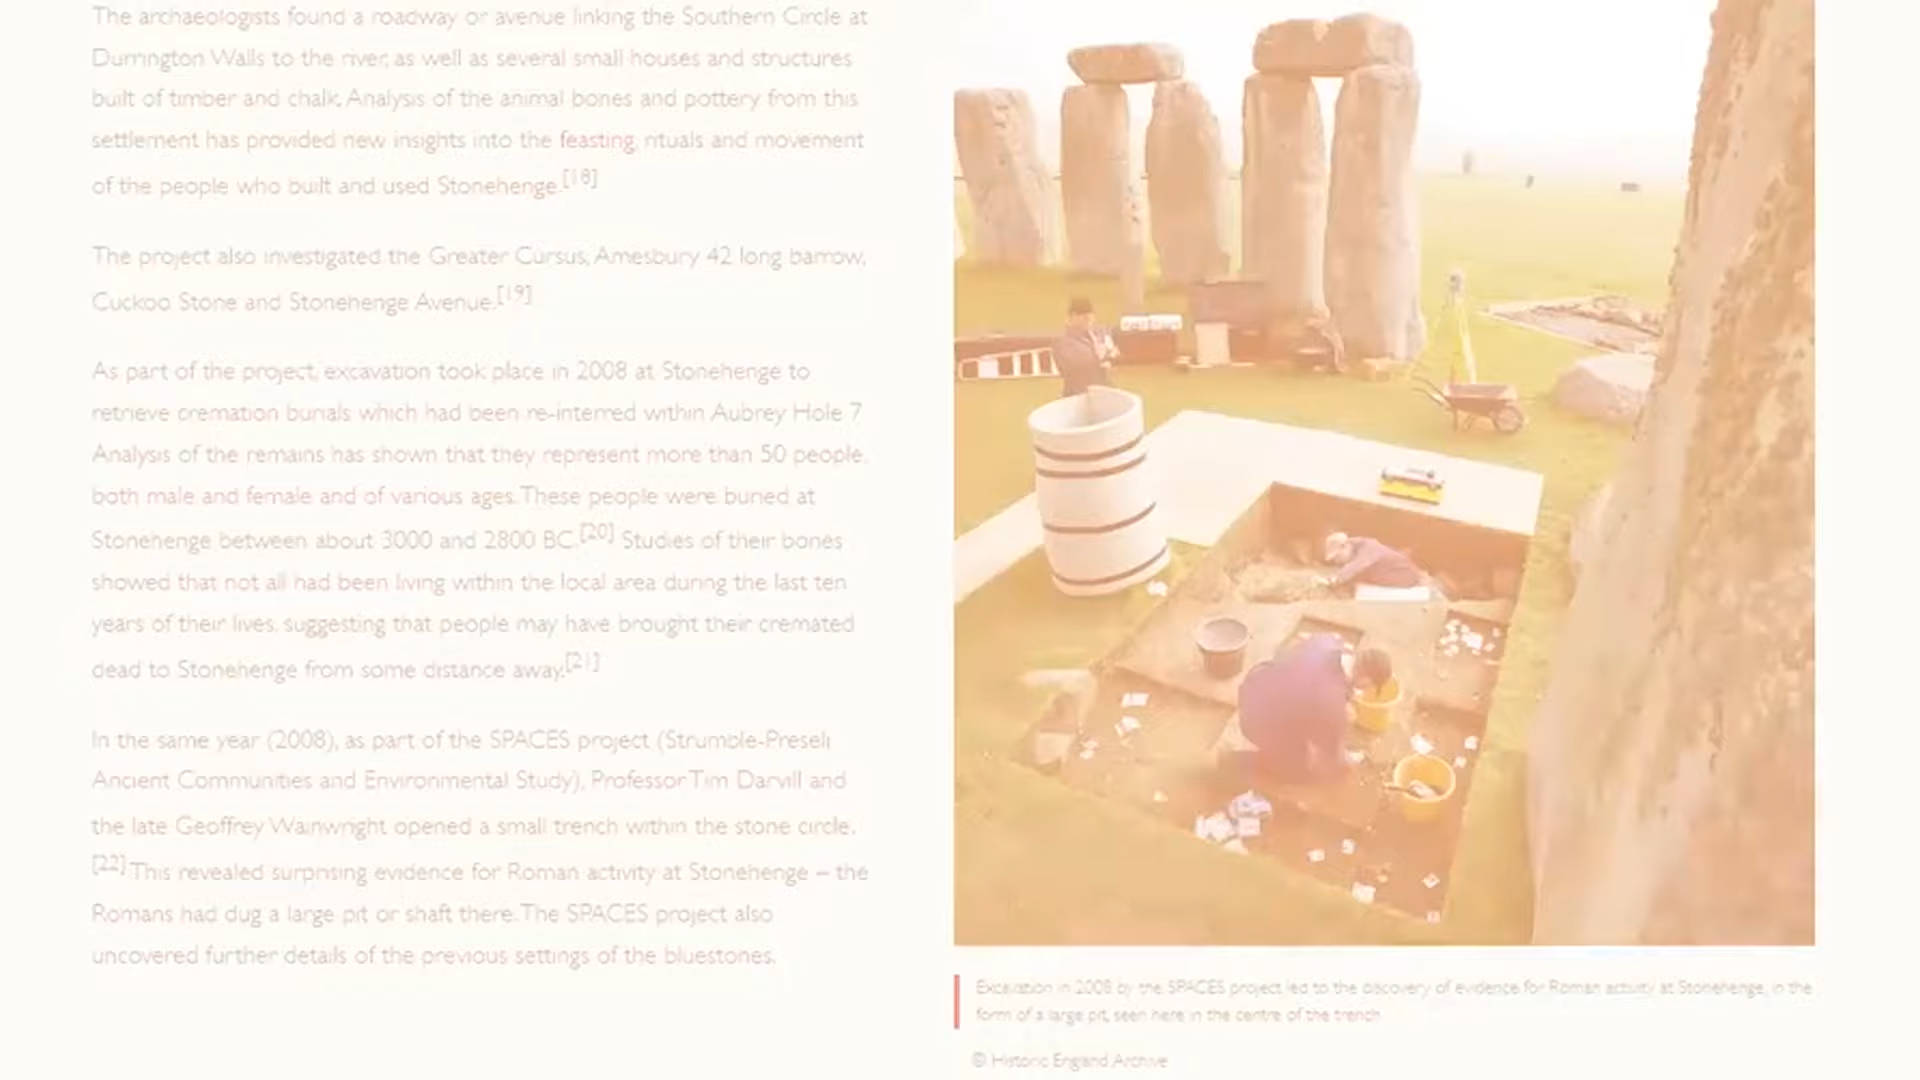 The archaeologists found a roadway or avenue linking the Southern Circle at
Durrington Walls to the river, as well as several small houses and structures
built of timber and chalk. Analysis of the animal bones and pottery from this
settlement has provided new insights into the feasting, rituals and movement
of the people who built and used Stonehenge.[18]
The project also investigated the Greater Cursus, Amesbury 42 long barrow,
Cuckoo Stone and Stonehenge Avenue.[19]
As part of the project, excavation took place in 2008 at Stonehenge to
retrieve cremation burials which had been re-interred within Aubrey Hole 7.
Analysis of the remains has shown that they represent more than 50 people,
both male and female and of various ages. These people were buried at
Stonehenge between about 3000 and 2800 BC.[20] Studies of their bones
showed that not all had been living within the local area during the last ten
years of their lives, suggesting that people may have brought their cremated
dead to Stonehenge from some distance away.[21]
In the same year (2008), as part of the SPACES project (Strumble-Preseli
Ancient Communities and Environmental Study), Professor Tim Darvill and
the late Geoffrey Wainwright opened a small trench within the stone circle.
[22] This revealed surprising evidence for Roman activity at Stonehenge – the
Romans had dug a large pit or shaft there. The SPACES project also
uncovered further details of the previous settings of the bluestones.
Excavation in 2008 by the SPACES project led to the discovery of evidence for Roman activity at Stonehenge, in the
form of a large pit, seen here in the centre of the trench
© Historic England Archive